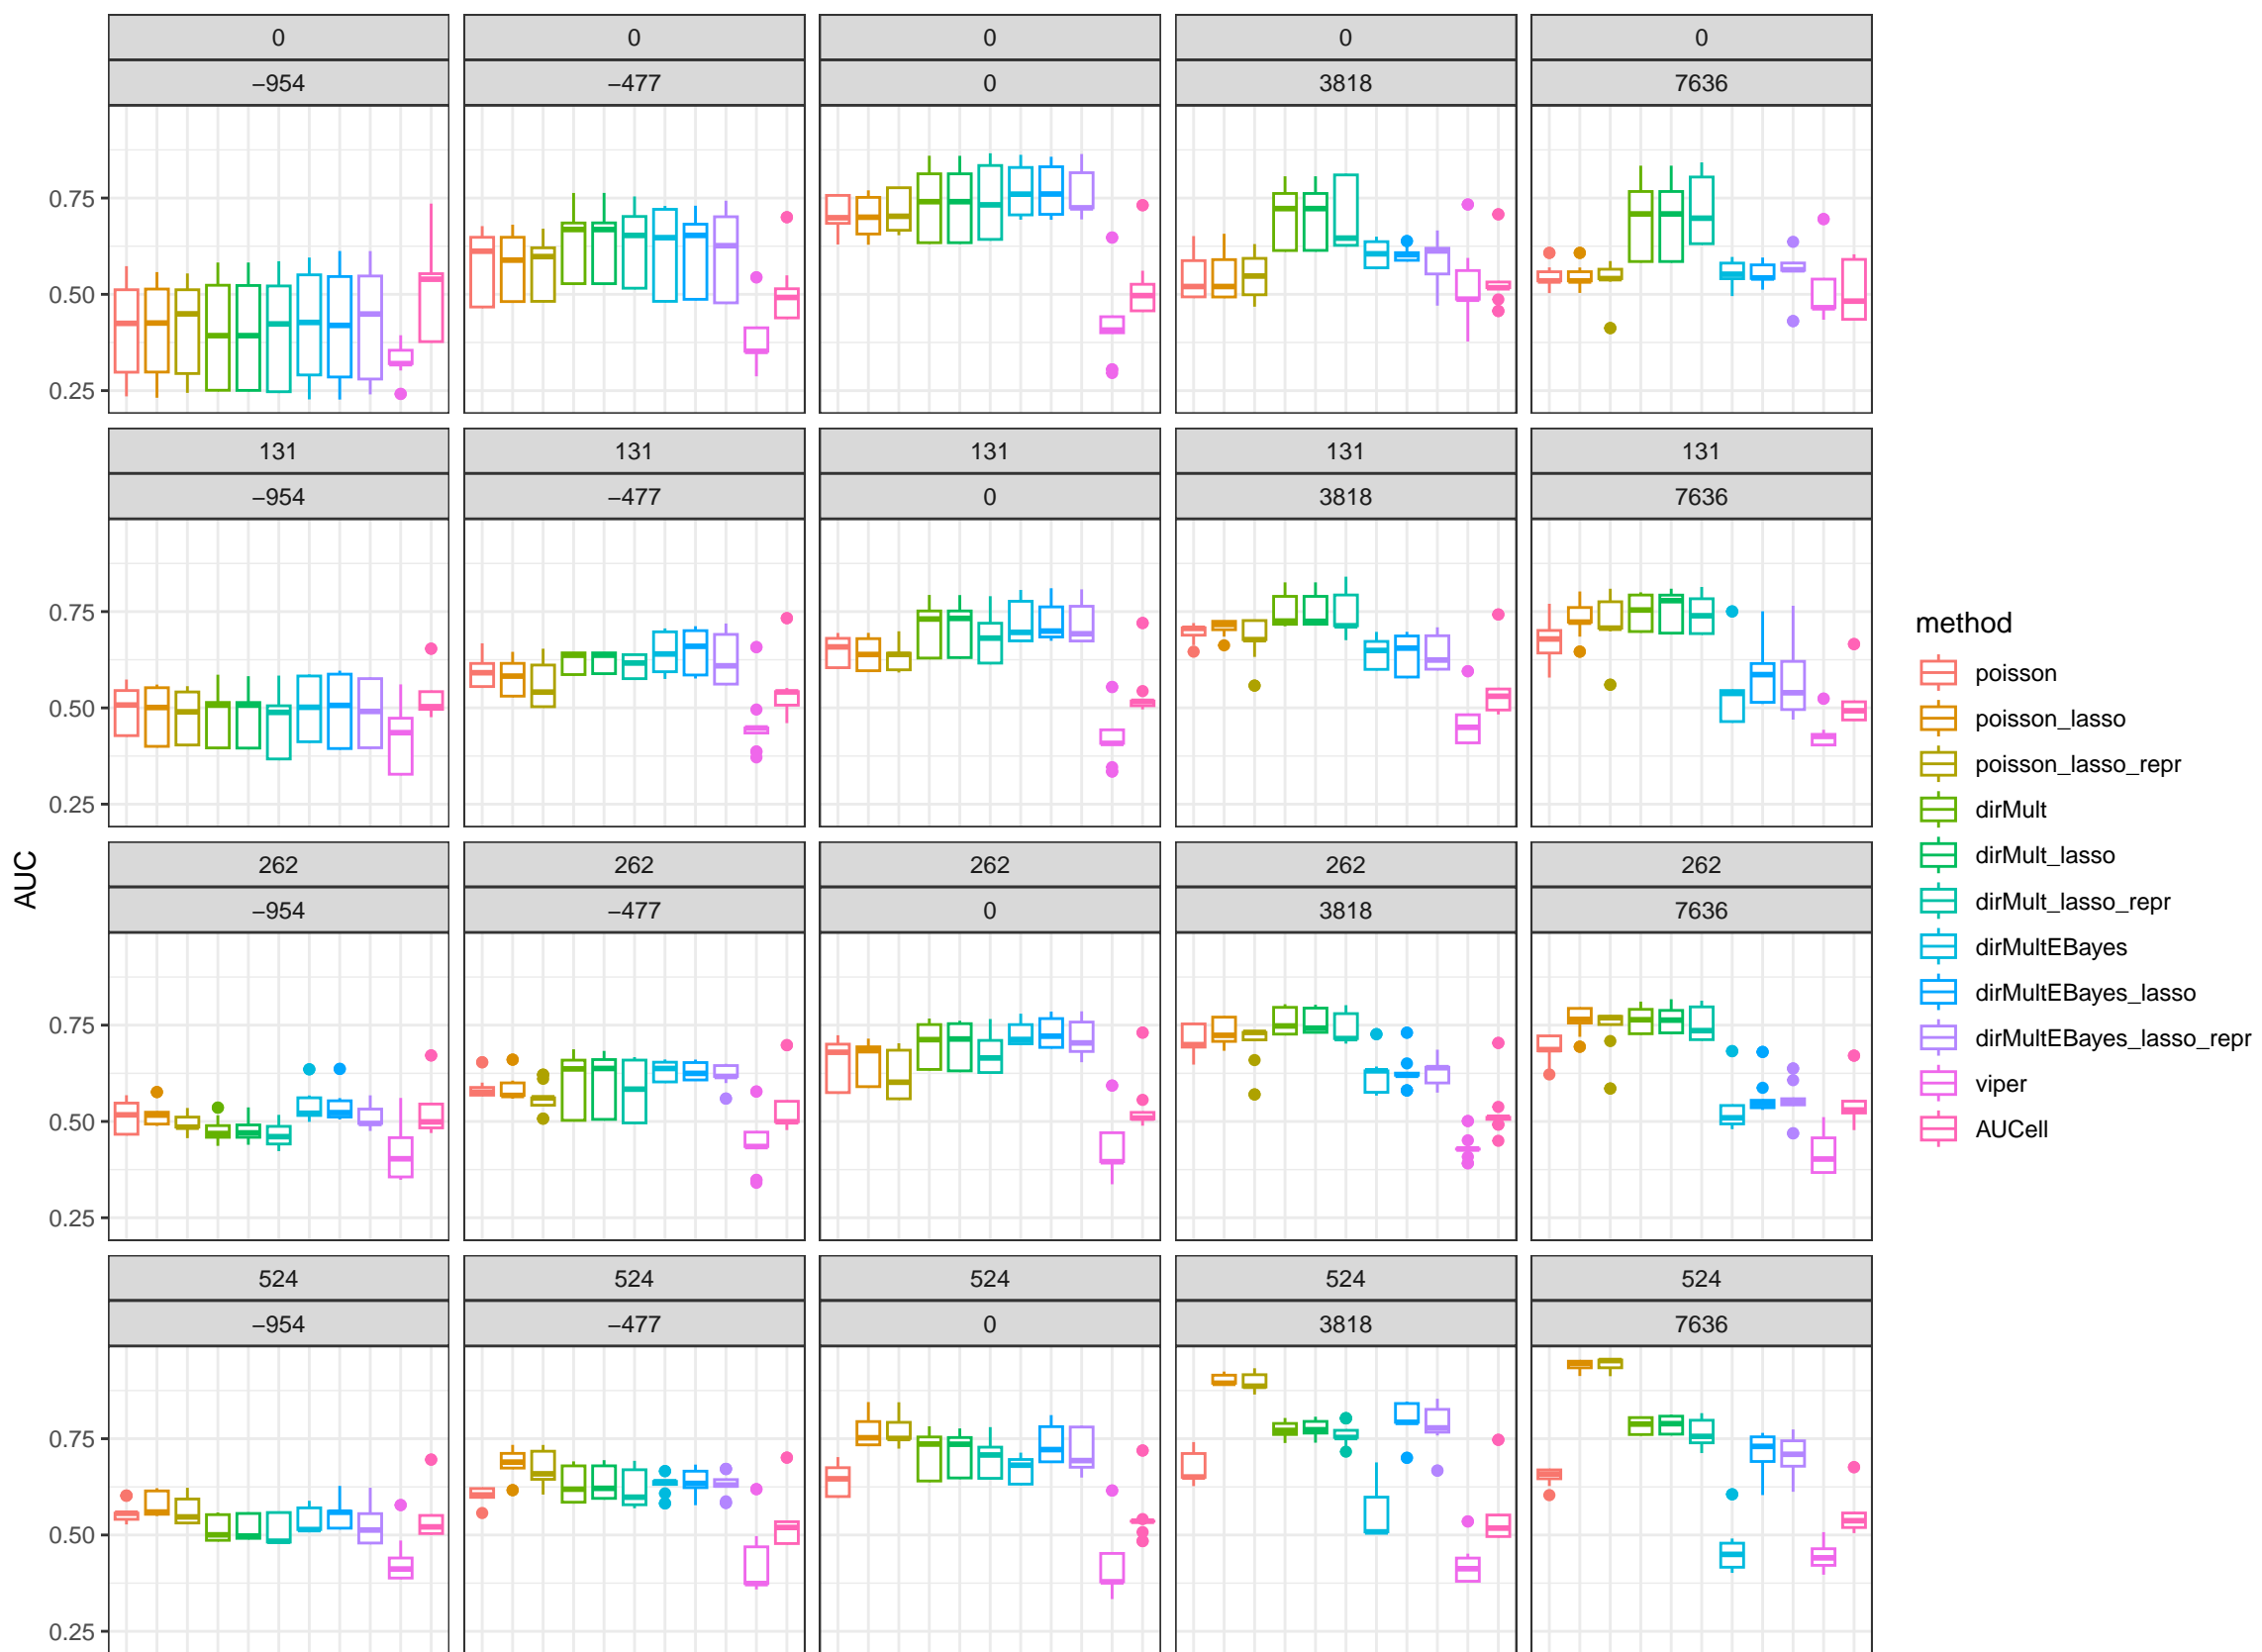 0 0 0 0 0
−954 −477 0 3818 7636
0.75
0.50
0.25
131 131 131 131 131
−954 −477 0 3818 7636
0.75
0.50
0.25
262 262 262 262 262
−954 −477 0 3818 7636
0.75
0.50
0.25
524 524 524 524 524
−954 −477 0 3818 7636
0.75
0.50
0.25
AUC
method
poisson
poisson_lasso
poisson_lasso_repr
dirMult
dirMult_lasso
dirMult_lasso_repr
dirMultEBayes
dirMultEBayes_lasso
dirMultEBayes_lasso_repr
viper
AUCell